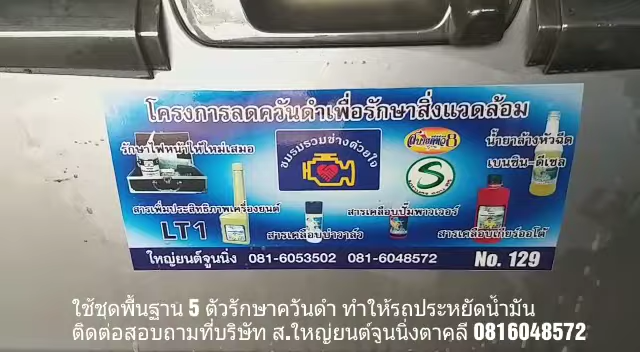 โครงการลดควันดำเพื่อรักษาสิ่งแวดล้อม
รักษาไฟหน้าให้ใหม่เสมอ
ชมรมรวมช่างด้วยใจ
8
น้ำยาล้างหัวฉีด
เบนซิน-ดีเซล
S
สารเพิ่มประสิทธิภาพเครื่องยนต์
LT1
สารเคลือบบ่าวาล์ว
สารเคลือบปั๊มพาวเวอร์
สารเคลือบเกียร์ออโต้
ใหญ่ยนต์จูนนิ่ง 081-6053502 081-6048572 No. 129
ใช้ชุดพื้นฐาน 5 ตัวรักษาควันดำ ทำให้รถประหยัดน้ำมัน
ติดต่อสอบถามที่บริษัท ส.ใหญ่ยนต์จูนนิ่งตาคลี 0816048572